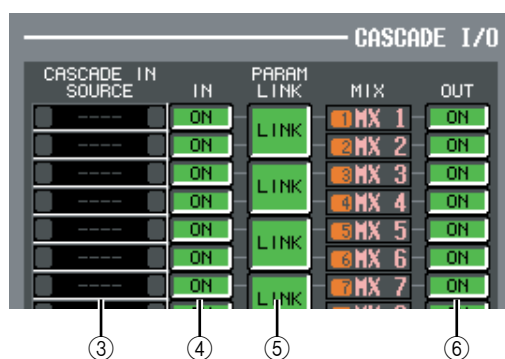 CASCADE I/O
CASCADE IN SOURCE IN PARAM LINK MIX OUT
---- ON LINK 1 MX 1 ON
---- ON 2 MX 2 ON
---- ON LINK 3 MX 3 ON
---- ON 4 MX 4 ON
---- ON LINK 5 MX 5 ON
---- ON 6 MX 6 ON
---- ON LINK 7 MX 7 ON
③ ④ ⑤ ⑥